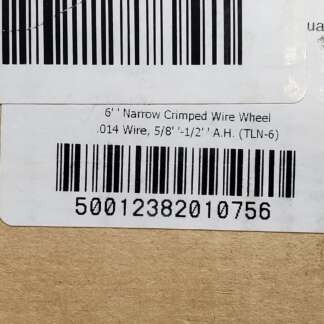 ua
6'' Narrow Crimped Wire Wheel
.014 Wire, 5/8''-1/2'' A.H. (TLN-6)
50012382010756